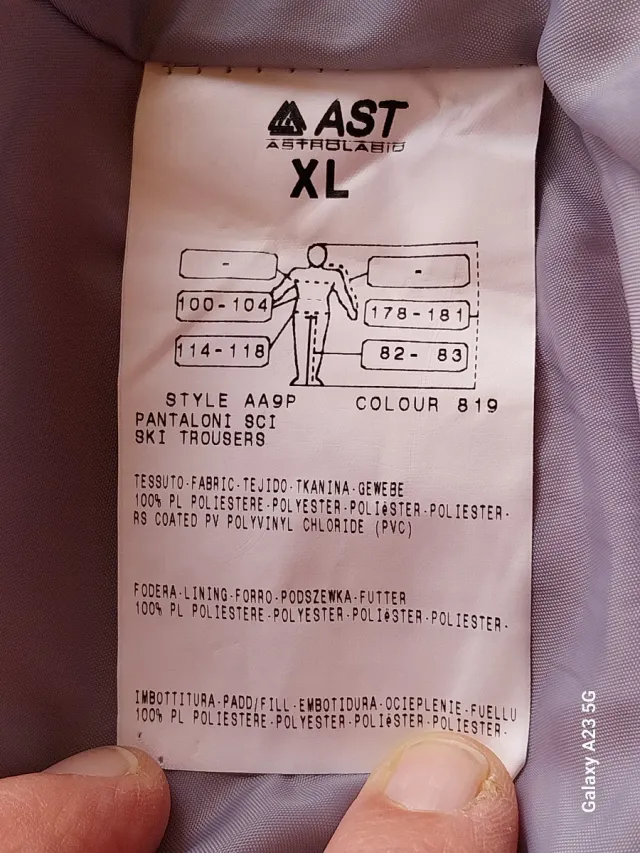 AST
ASTROLABIO
XL
-
-
100-104
178-181
114-118
82- 83
STYLE AA9P COLOUR 819
PANTALONI SCI
SKI TROUSERS
TESSUTO-FABRIC-TEJIDO-TKANINA-GEWEBE
100% PL POLIESTERE-POLYESTER-POLIéSTER-POLIESTER-
RS COATED PV POLYVINYL CHLORIDE (PVC)
FODERA-LINING-FORRO-PODSZEWKA-FUTTER
100% PL POLIESTERE-POLYESTER-POLIéSTER-POLIESTER-
IMBOTTITURA-PADD/FILL-EMBOTIDURA-OCIEPLENIE-FUELLU
100% PL POLIESTERE-POLYESTER-POLIéSTER-POLIESTER-
Galaxy A23 5G